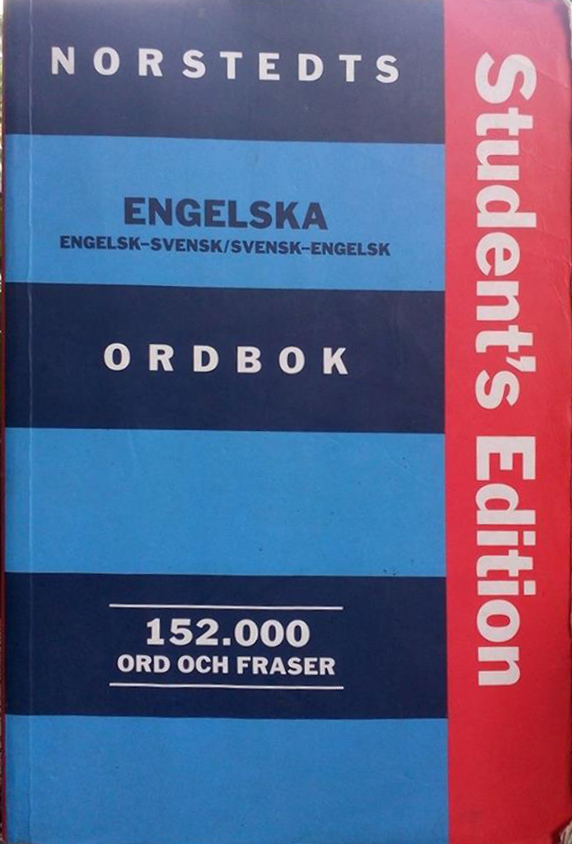 NORSTEDTS
ENGELSKA
ENGELSK–SVENSK/SVENSK–ENGELSK
ORDBOK
152.000
ORD OCH FRASER
Student's Edition